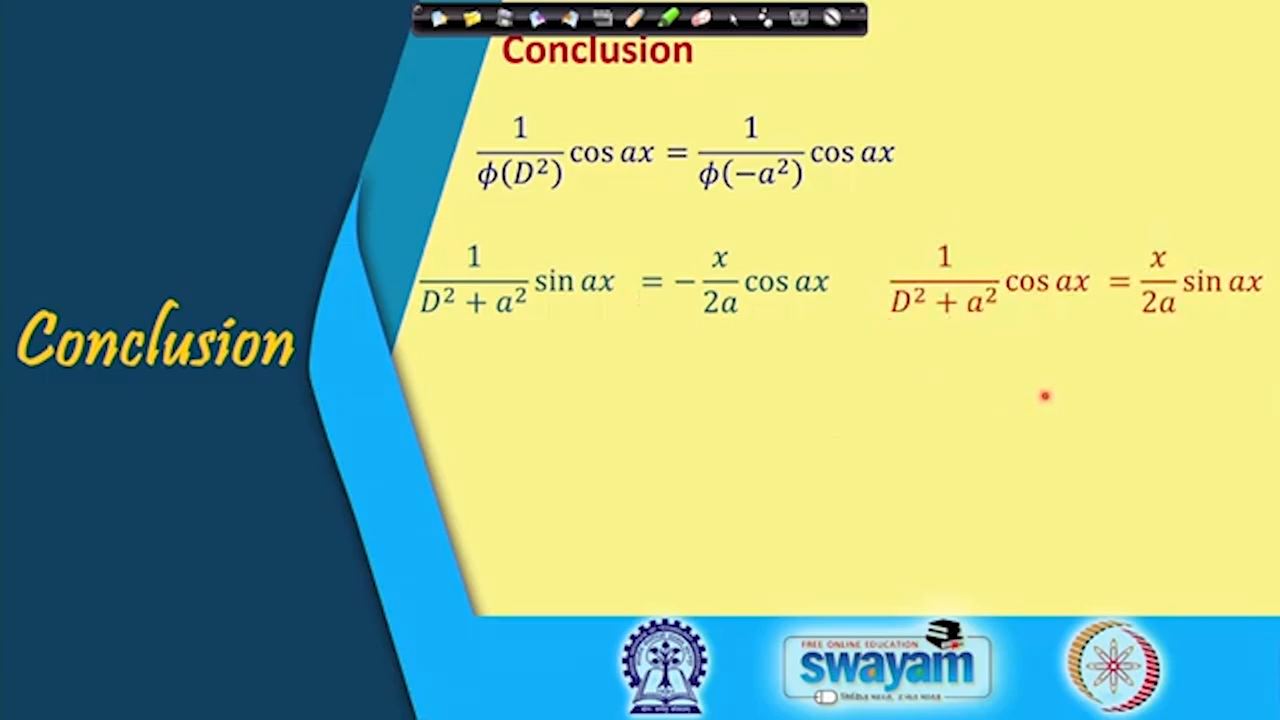 Conclusion
1/ϕ(D²) cos ax = 1/ϕ(−a²) cos ax
1/(D² + a²) sin ax = − x/2a cos ax
1/(D² + a²) cos ax = x/2a sin ax
Conclusion
FREE ONLINE EDUCATION
swayam